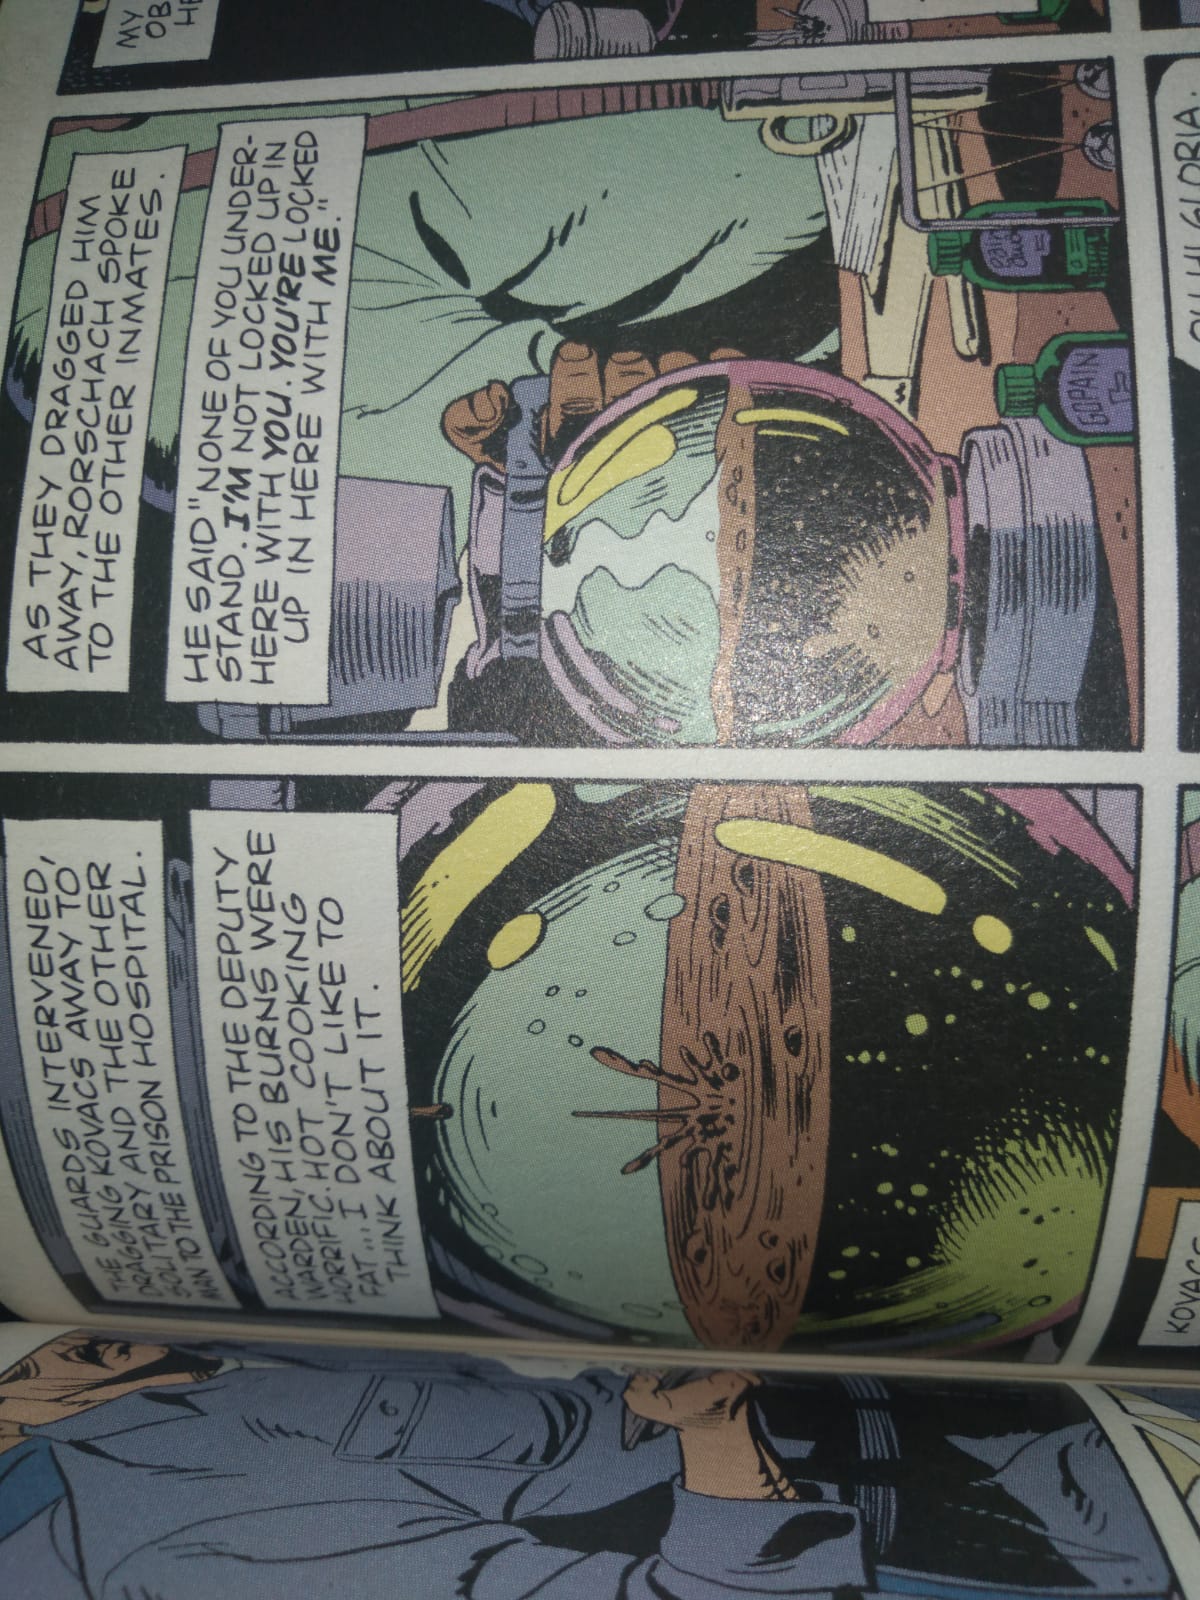 THE GUARDS INTERVENED,
DRAGGING KOVACS AWAY TO
SOLITARY AND THE OTHER
MAN TO THE PRISON HOSPITAL.
ACCORDING TO THE DEPUTY
WARDEN, HIS BURNS WERE
HORRIFIC. HOT COOKING
FAT... I DON'T LIKE TO
THINK ABOUT IT.
AS THEY DRAGGED HIM
AWAY, RORSCHACH SPOKE
TO THE OTHER INMATES.
HE SAID "NONE OF YOU UNDER-
STAND. I'M NOT LOCKED UP IN
HERE WITH YOU. YOU'RE LOCKED
UP IN HERE WITH ME."
MY
OB
HE
GOPAIN
pain
KOVACS
OH HI GLORIA.